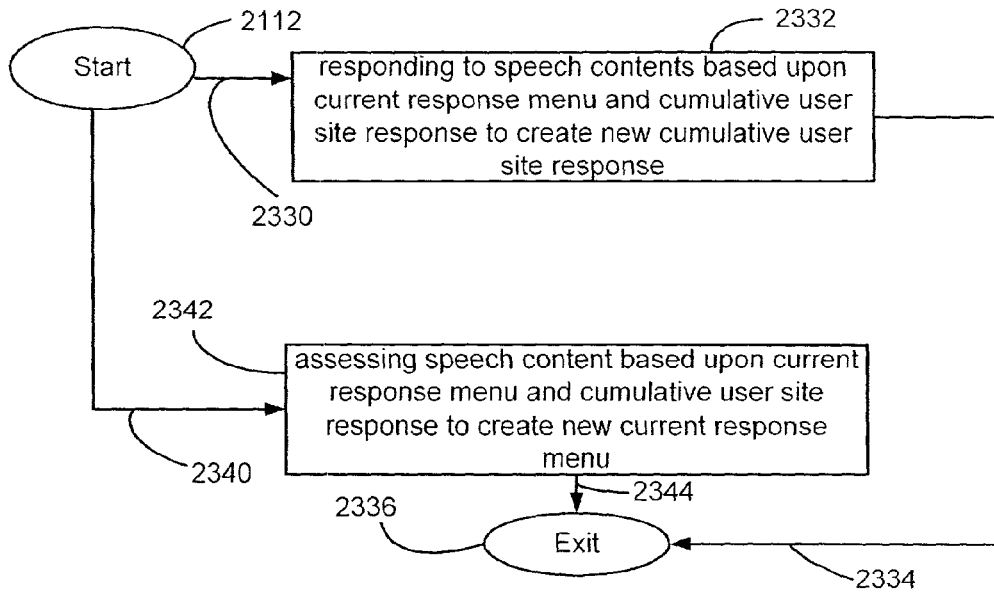 2112
Start
2332
responding to speech contents based upon
current response menu and cumulative user
site response to create new cumulative user
site response
2330
2342
assessing speech content based upon current
response menu and cumulative user site
response to create new current response
menu
2340
2344
2336
Exit
2334